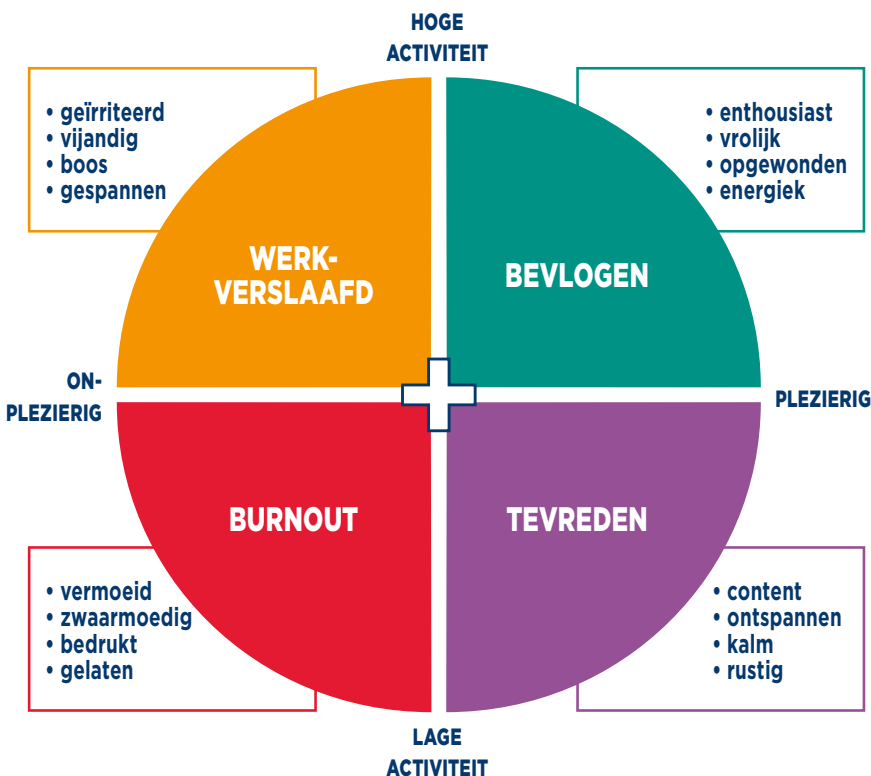 HOGE
ACTIVITEIT
• geïrriteerd
• vijandig
• boos
• gespannen
• enthousiast
• vrolijk
• opgewonden
• energiek
WERK-
VERSLAAFD
BEVLOGEN
ON-
PLEZIERIG
PLEZIERIG
BURNOUT
TEVREDEN
• vermoeid
• zwaarmoedig
• bedrukt
• gelaten
• content
• ontspannen
• kalm
• rustig
LAGE
ACTIVITEIT